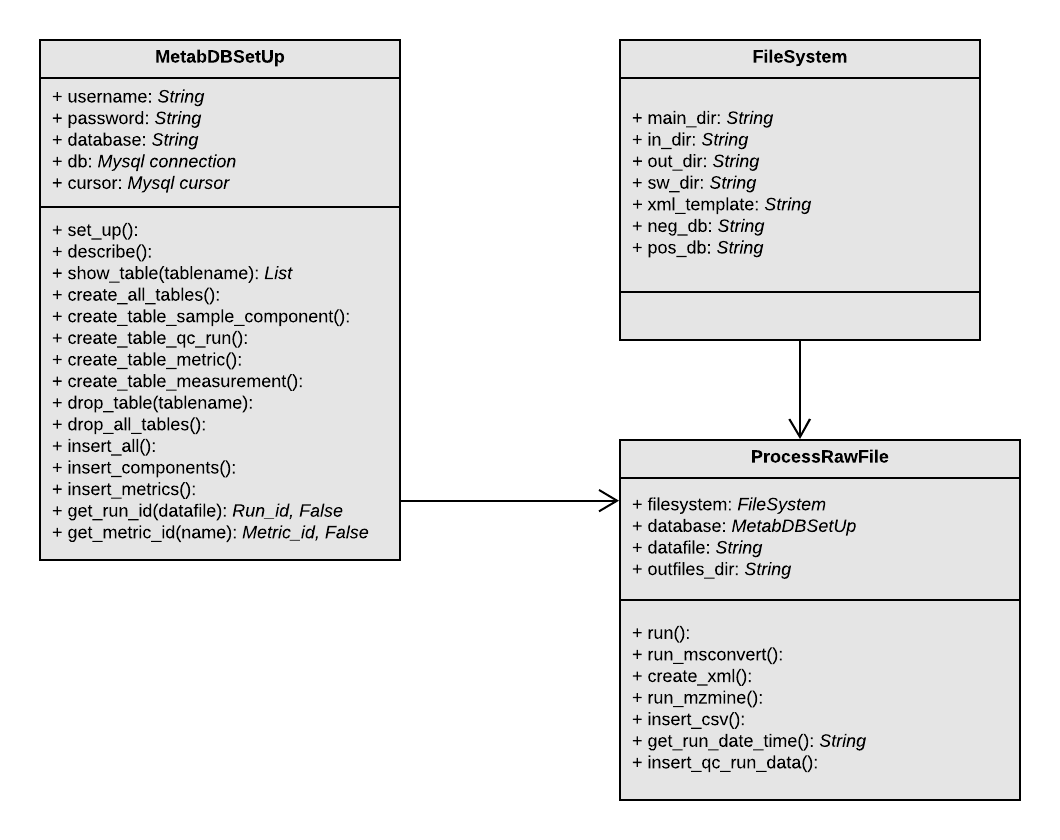 MetabDBSetUp
+ username: String
+ password: String
+ database: String
+ db: Mysql connection
+ cursor: Mysql cursor
+ set_up():
+ describe():
+ show_table(tablename): List
+ create_all_tables():
+ create_table_sample_component():
+ create_table_qc_run():
+ create_table_metric():
+ create_table_measurement():
+ drop_table(tablename):
+ drop_all_tables():
+ insert_all():
+ insert_components():
+ insert_metrics():
+ get_run_id(datafile): Run_id, False
+ get_metric_id(name): Metric_id, False
FileSystem
+ main_dir: String
+ in_dir: String
+ out_dir: String
+ sw_dir: String
+ xml_template: String
+ neg_db: String
+ pos_db: String
ProcessRawFile
+ filesystem: FileSystem
+ database: MetabDBSetUp
+ datafile: String
+ outfiles_dir: String
+ run():
+ run_msconvert():
+ create_xml():
+ run_mzmine():
+ insert_csv():
+ get_run_date_time(): String
+ insert_qc_run_data():